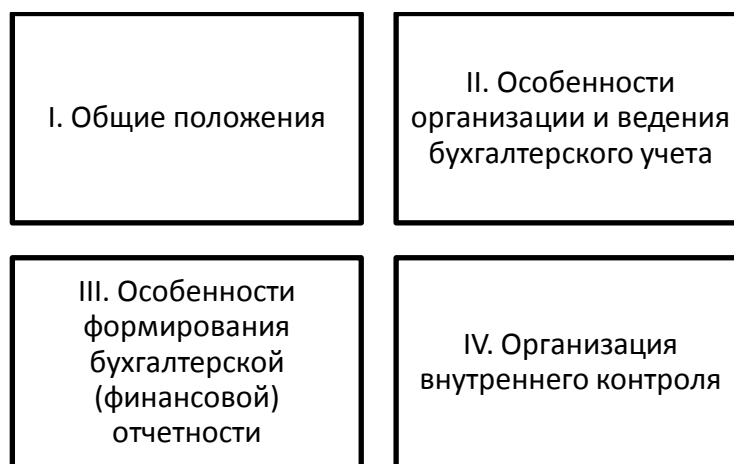 I. Общие положения
II. Особенности
организации и ведения
бухгалтерского учета
III. Особенности
формирования
бухгалтерской
(финансовой)
отчетности
IV. Организация
внутреннего контроля